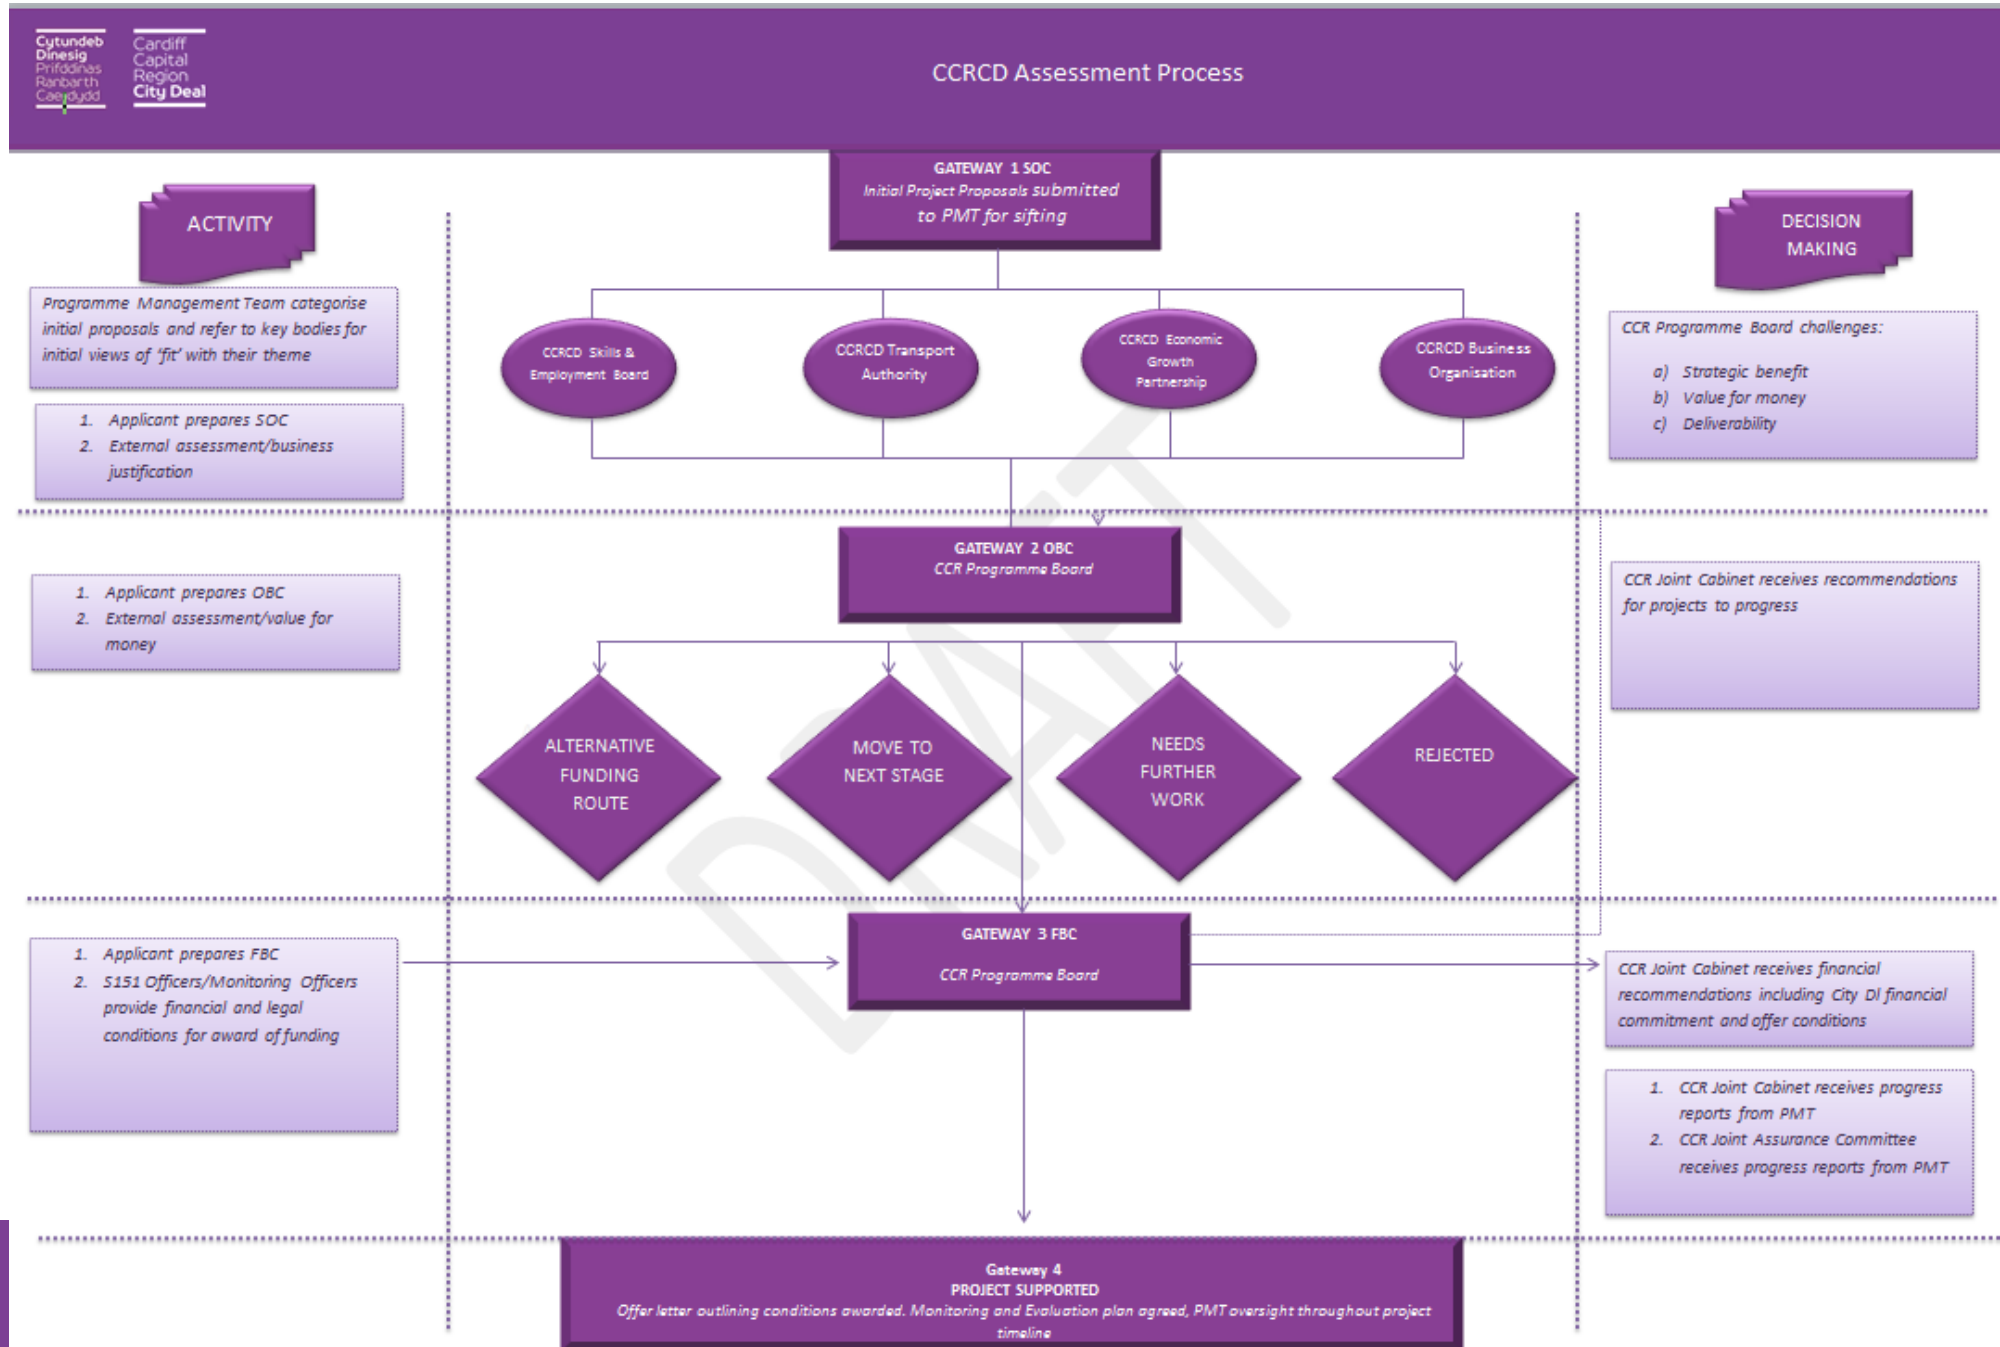 Cytundeb
Dinesig
Prifddinas
Ranbarth
Caerdydd
Cardiff
Capital
Region
City Deal
CCRCD Assessment Process
GATEWAY 1 SOC
Initial Project Proposals submitted
to PMT for sifting
ACTIVITY
DECISION
MAKING
Programme Management Team categorise
initial proposals and refer to key bodies for
initial views of ‘fit’ with their theme
1. Applicant prepares SOC
2. External assessment/business
justification
CCRCD Skills &
Employment Board
CCRCD Transport
Authority
CCRCD Economic
Growth
Partnership
CCRCD Business
Organisation
CCR Programme Board challenges:
a) Strategic benefit
b) Value for money
c) Deliverability
GATEWAY 2 OBC
CCR Programme Board
1. Applicant prepares OBC
2. External assessment/value for
money
CCR Joint Cabinet receives recommendations
for projects to progress
ALTERNATIVE
FUNDING
ROUTE
MOVE TO
NEXT STAGE
NEEDS
FURTHER
WORK
REJECTED
DRAFT
GATEWAY 3 FBC
CCR Programme Board
1. Applicant prepares FBC
2. S151 Officers/Monitoring Officers
provide financial and legal
conditions for award of funding
CCR Joint Cabinet receives financial
recommendations including City Dl financial
commitment and offer conditions
1. CCR Joint Cabinet receives progress
reports from PMT
2. CCR Joint Assurance Committee
receives progress reports from PMT
Gateway 4
PROJECT SUPPORTED
Offer letter outlining conditions awarded. Monitoring and Evaluation plan agreed, PMT oversight throughout project
timeline